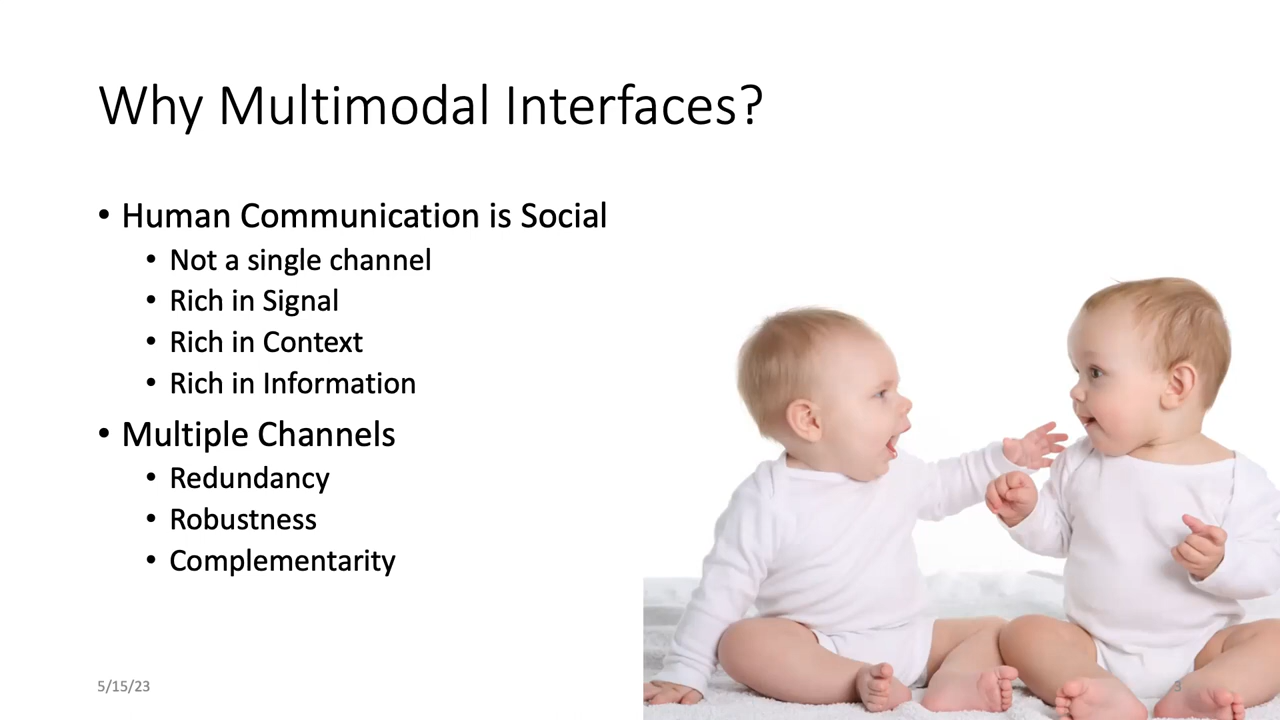 Why Multimodal Interfaces?
• Human Communication is Social
• Not a single channel
• Rich in Signal
• Rich in Context
• Rich in Information
• Multiple Channels
• Redundancy
• Robustness
• Complementarity
5/15/23
3